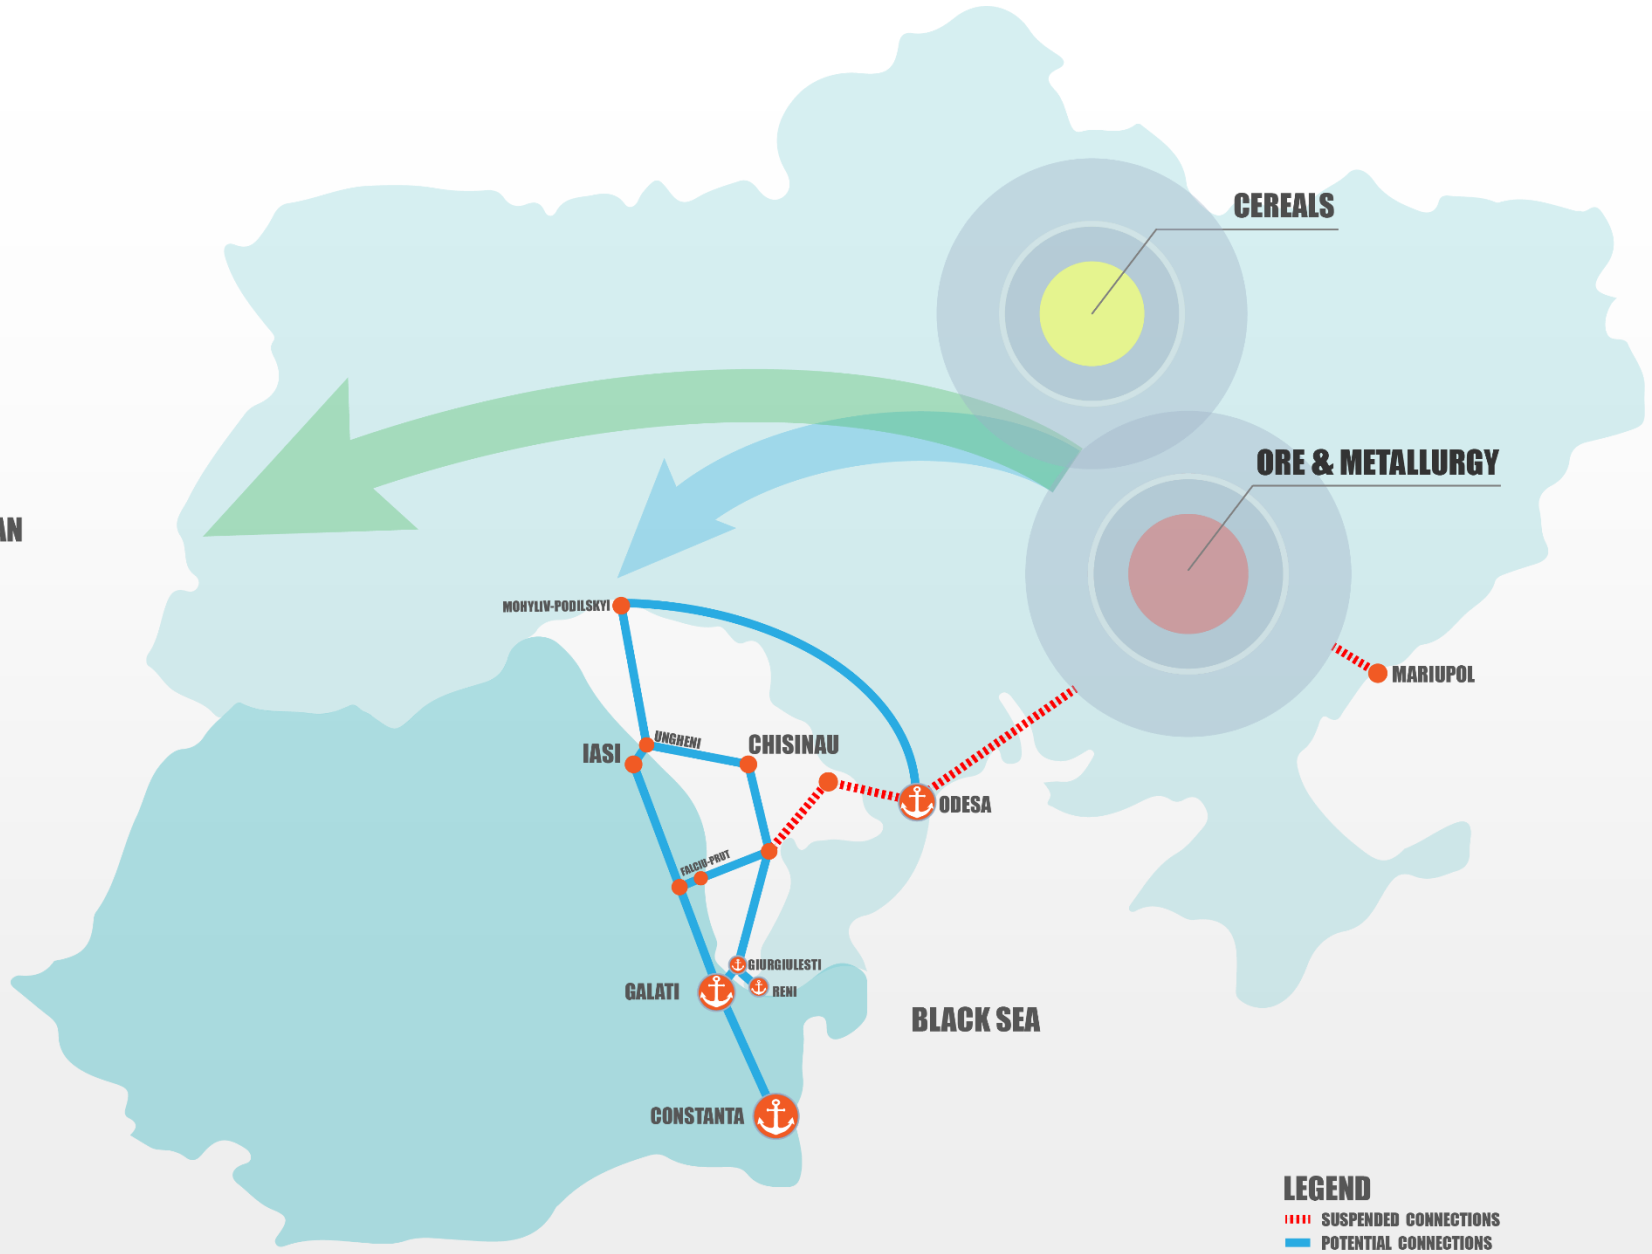 CEREALS
ORE & METALLURGY
AN
MOHYLIV-PODILSKYI
MARIUPOL
UNGHENI
CHISINAU
IASI
ODESA
FALCIU-PRUT
GIURGIULESTI
GALATI
RENI
BLACK SEA
CONSTANTA
LEGEND
SUSPENDED CONNECTIONS
POTENTIAL CONNECTIONS